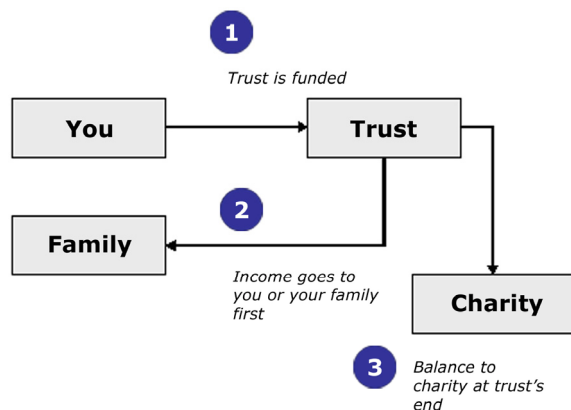 1
Trust is funded
You
Trust
2
Family
Income goes to
you or your family
first
Charity
3
Balance to
charity at trust’s
end